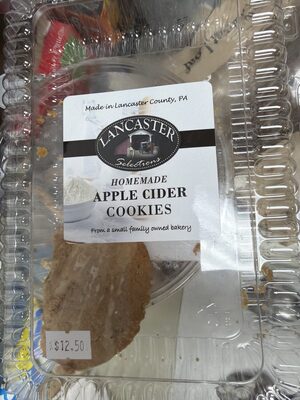 Made in Lancaster County, PA
LANCASTER
Selections
HOMEMADE
APPLE CIDER
COOKIES
From a small family owned bakery
$12.50